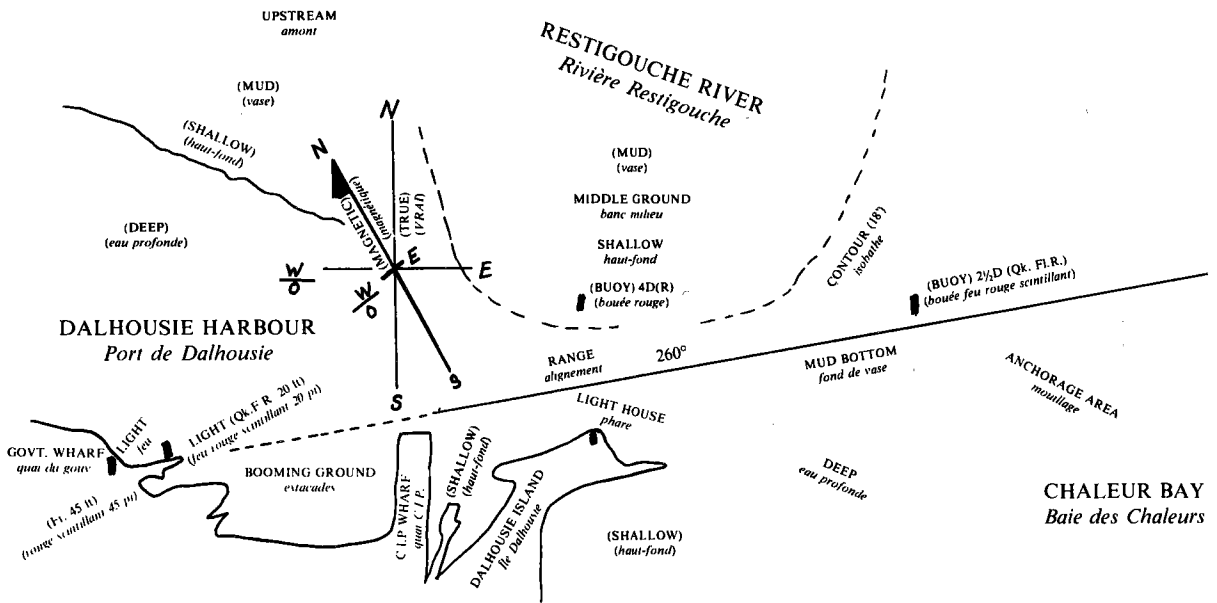 UPSTREAM
amont
RESTIGOUCHE RIVER
Rivière Restigouche
(MUD)
(vase)
(SHALLOW)
(haut-fond)
N
N
(MAGNETIC)
(magnétique)
(TRUE)
(VRAI)
(MUD)
(vase)
MIDDLE GROUND
banc milieu
SHALLOW
haut-fond
(DEEP)
(eau profonde)
CONTOUR (18')
isobathe
W
O
E
E
W
O
(BUOY) 4D(R)
(bouée rouge)
(BUOY) 2½D (Qk. Fl.R.)
(bouée feu rouge scintillant)
DALHOUSIE HARBOUR
Port de Dalhousie
RANGE
alignement
260°
MUD BOTTOM
fond de vase
ANCHORAGE AREA
mouillage
S
S
LIGHT HOUSE
phare
LIGHT
feu
LIGHT (Qk.F R. 20 ft)
(feu rouge scintillant 20 pi)
GOVT. WHARF
quai du gouv
BOOMING GROUND
estacades
C I.P WHARF
quai C I.P.
(SHALLOW)
(haut-fond)
DALHOUSIE ISLAND
Île Dalhouvie
DEEP
eau profonde
CHALEUR BAY
Baie des Chaleurs
(Fr. 45 ft)
(rouge scintillant 45 pi)
(SHALLOW)
(haut-fond)